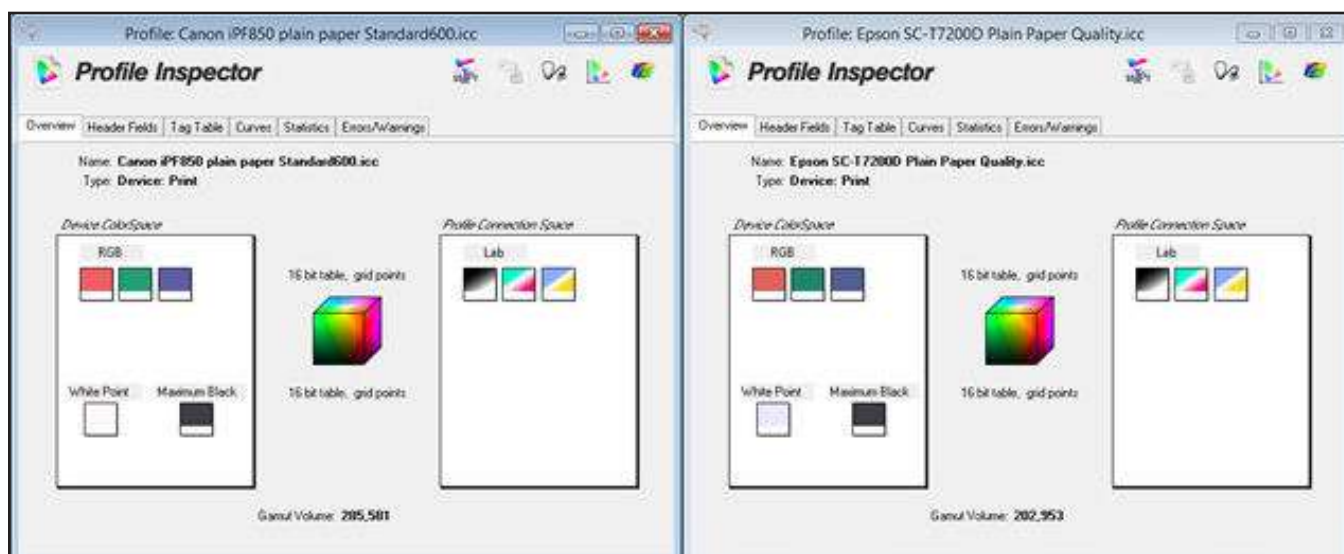 Profile: Canon iPF850 plain paper Standard600.icc
Profile Inspector
Overview Header Fields Tag Table Curves Statistics Errors/Warnings
Name: Canon iPF850 plain paper Standard600.icc
Type: Device: Print
Device ColorSpace
Profile Connection Space
RGB
Lab
16 bit table, grid points
White Point Maximum Black
16 bit table, grid points
Gamut Volume: 285,581
Profile: Epson SC-T7200D Plain Paper Quality.icc
Profile Inspector
Overview Header Fields Tag Table Curves Statistics Errors/Warnings
Name: Epson SC-T7200D Plain Paper Quality.icc
Type: Device: Print
Device ColorSpace
Profile Connection Space
RGB
Lab
16 bit table, grid points
White Point Maximum Black
16 bit table, grid points
Gamut Volume: 202,953